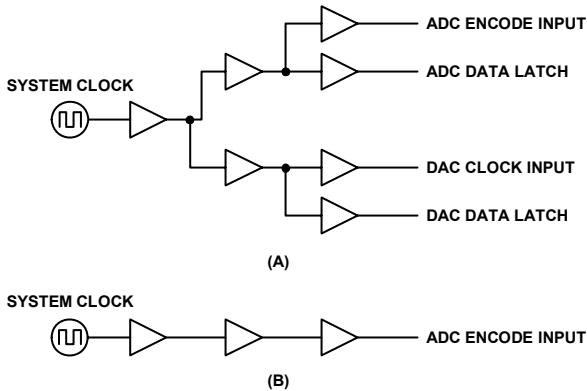 ADC ENCODE INPUT
SYSTEM CLOCK
ADC DATA LATCH
DAC CLOCK INPUT
DAC DATA LATCH
(A)
SYSTEM CLOCK
ADC ENCODE INPUT
(B)